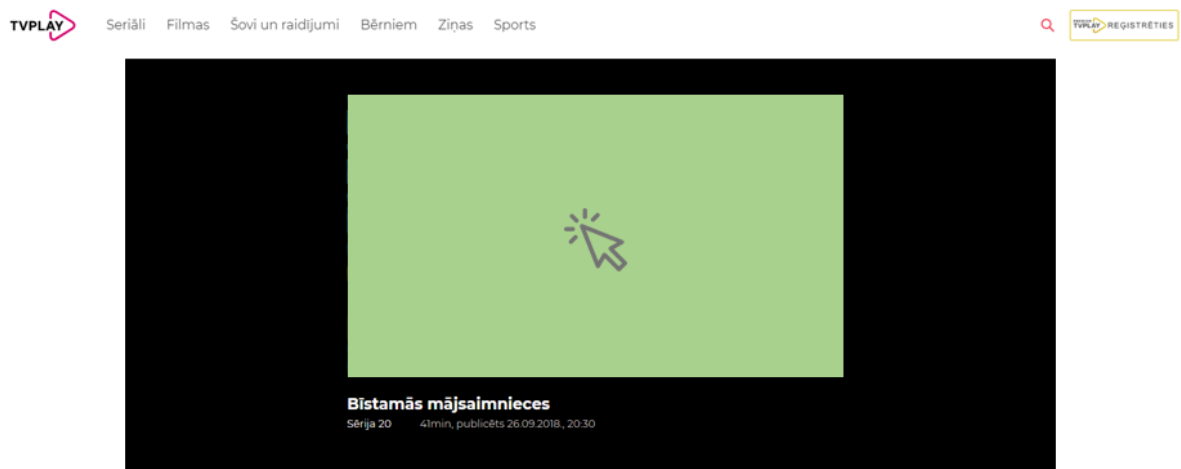 TVPLAY Seriāli Filmas Šovi un raidījumi Bērniem Ziņas Sports TVPLAY REĢISTRĒTIES
Bīstamās mājsaimnieces
Sērija 20 41min, publicēts 26.09.2018., 20:30